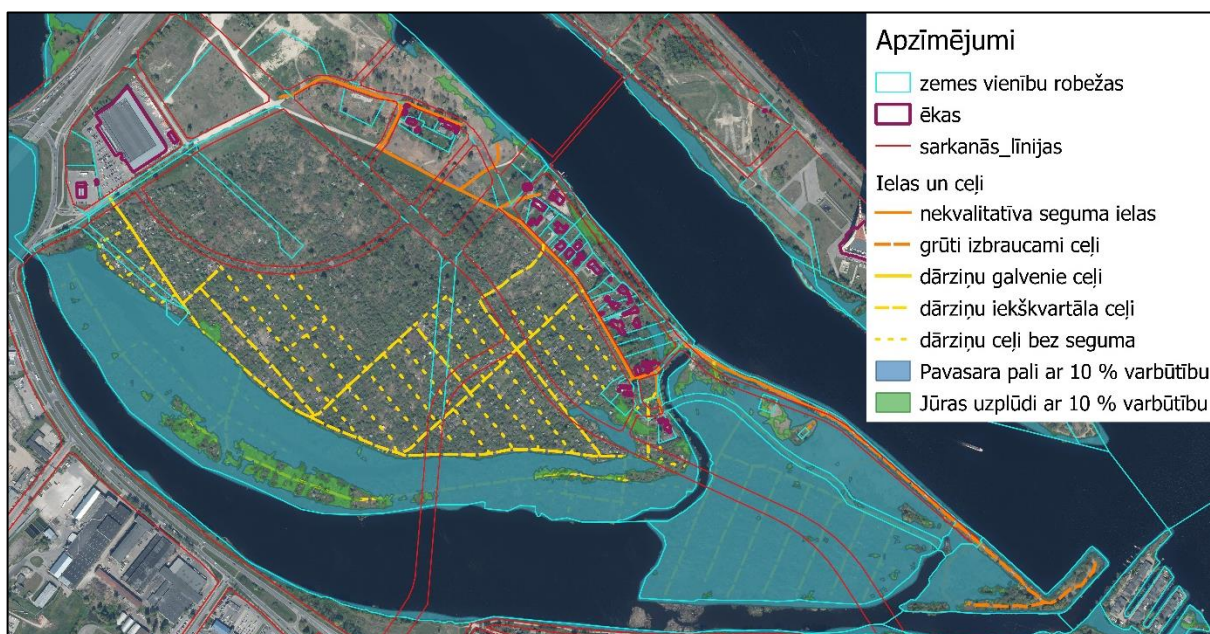 Apzīmējumi
zemes vienību robežas
ēkas
sarkanās_līnijas
Ielas un ceļi
nekvalitatīva seguma ielas
grūti izbraucami ceļi
dārziņu galvenie ceļi
dārziņu iekškvartāla ceļi
dārziņu ceļi bez seguma
Pavasara pali ar 10 % varbūtību
Jūras uzplūdi ar 10 % varbūtību